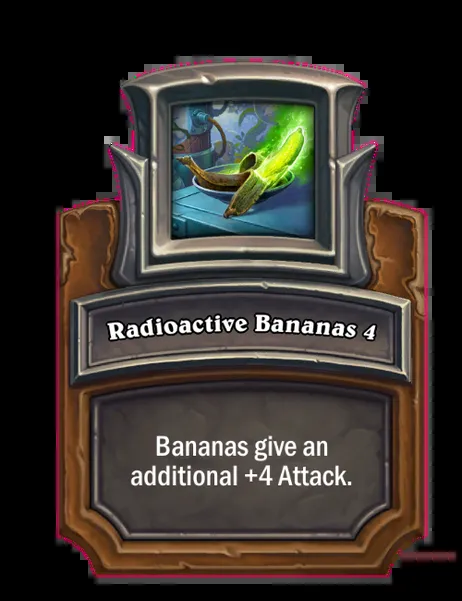 Radioactive Bananas 4
Bananas give an
additional +4 Attack.